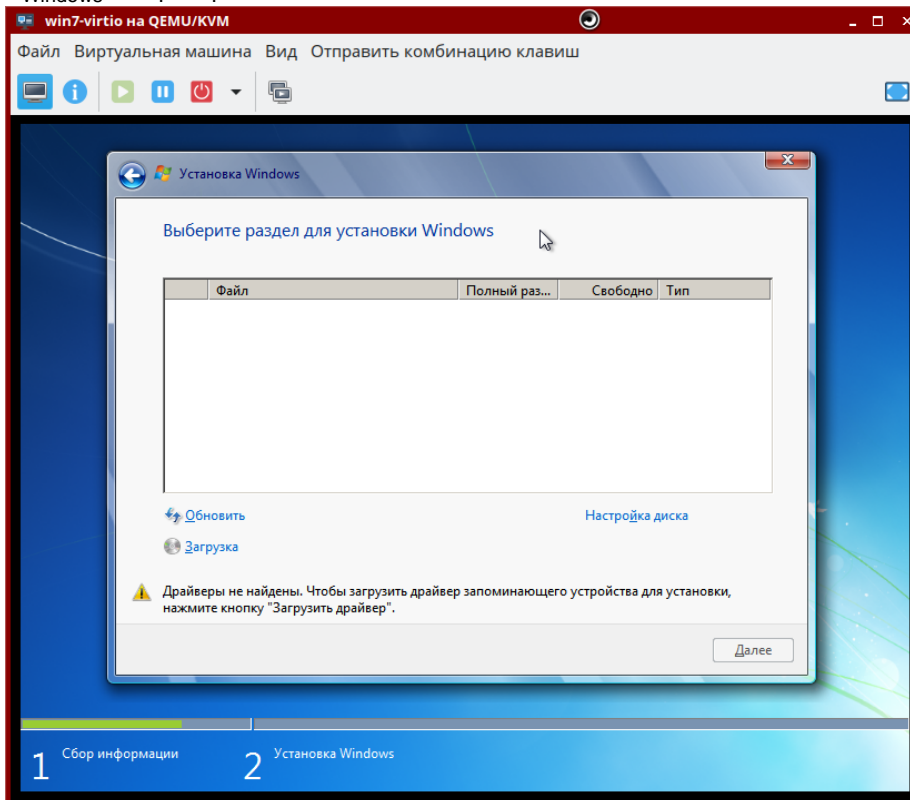 win7-virtio на QEMU/KVM
Файл Виртуальная машина Вид Отправить комбинацию клавиш
Установка Windows
Выберите раздел для установки Windows
Файл Полный раз... Свободно Тип
Обновить Настройка диска
Загрузка
Драйверы не найдены. Чтобы загрузить драйвер запоминающего устройства для установки,
нажмите кнопку "Загрузить драйвер".
Далее
1 Сбор информации 2 Установка Windows